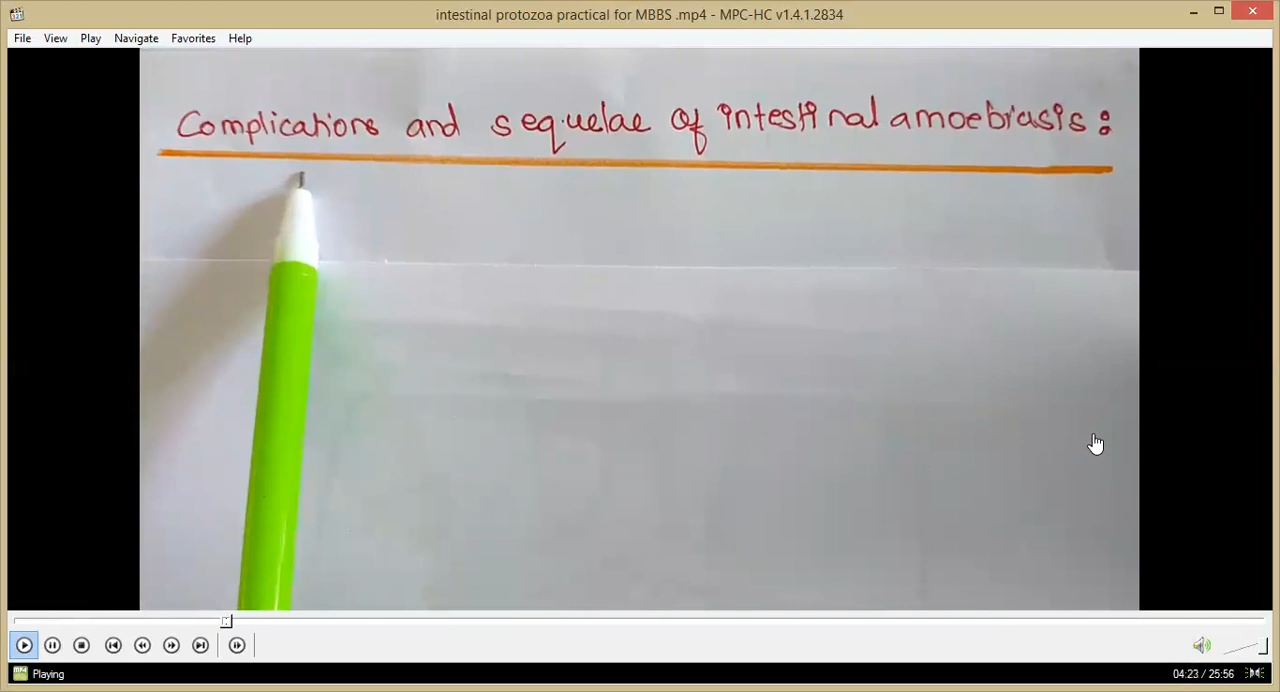 intestinal protozoa practical for MBBS .mp4 - MPC-HC v1.4.1.2834
File View Play Navigate Favorites Help
Complications and sequelae of intestinal amoebiasis:
Playing
04:23 / 25:56